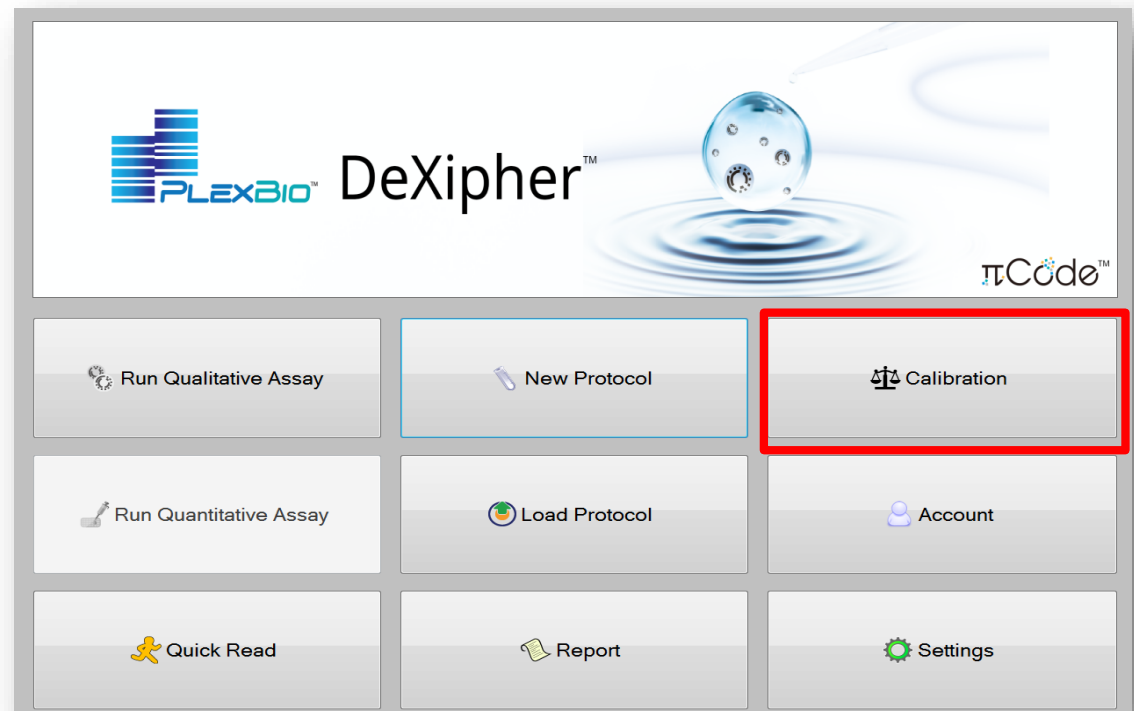 PLEXBIO™ DeXipher™
πCode™
Run Qualitative Assay
New Protocol
Calibration
Run Quantitative Assay
Load Protocol
Account
Quick Read
Report
Settings